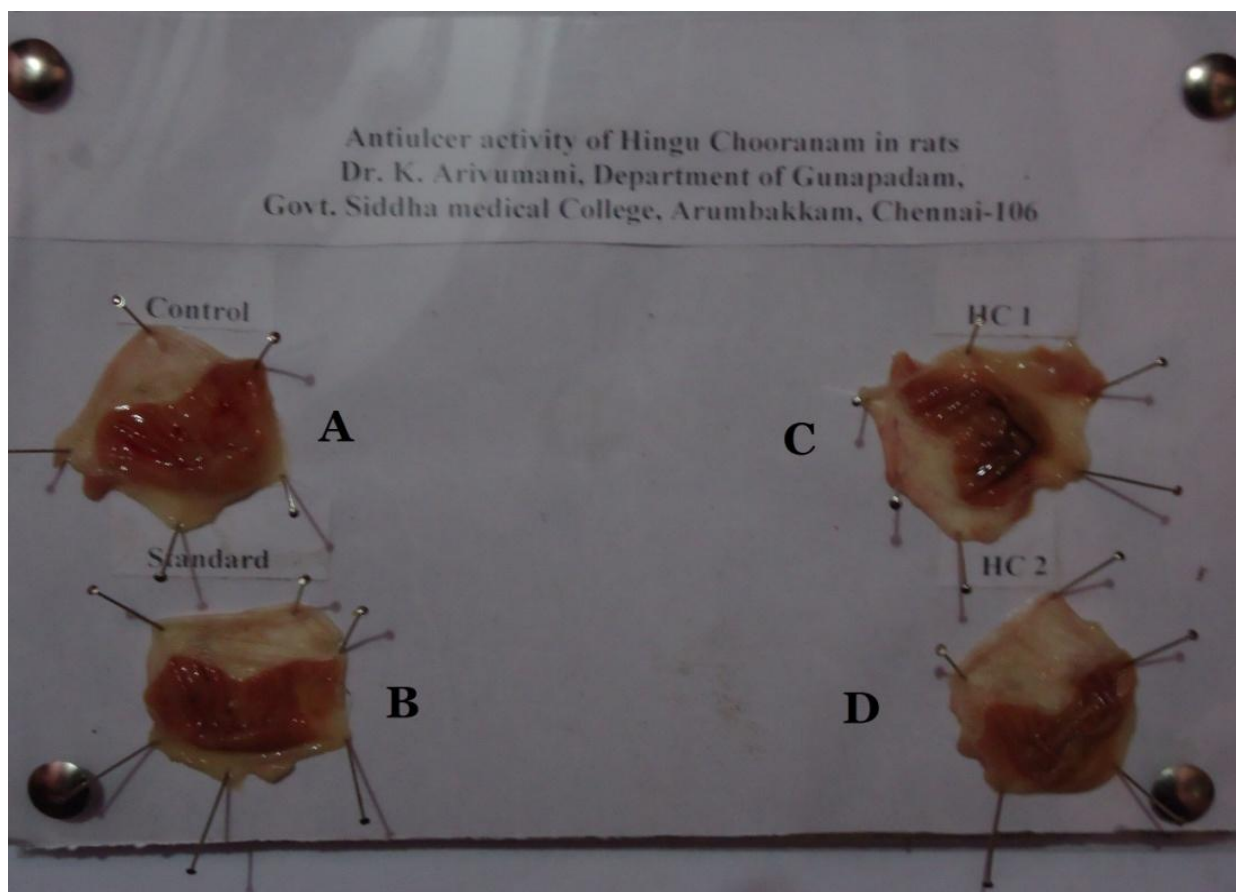 Antiulcer activity of Hingu Chooranam in rats
Dr. K. Arivumani, Department of Gunapadam,
Govt. Siddha medical College, Arumbakkam, Chennai-106
Control
HC 1
A
C
Standard
HC 2
B
D